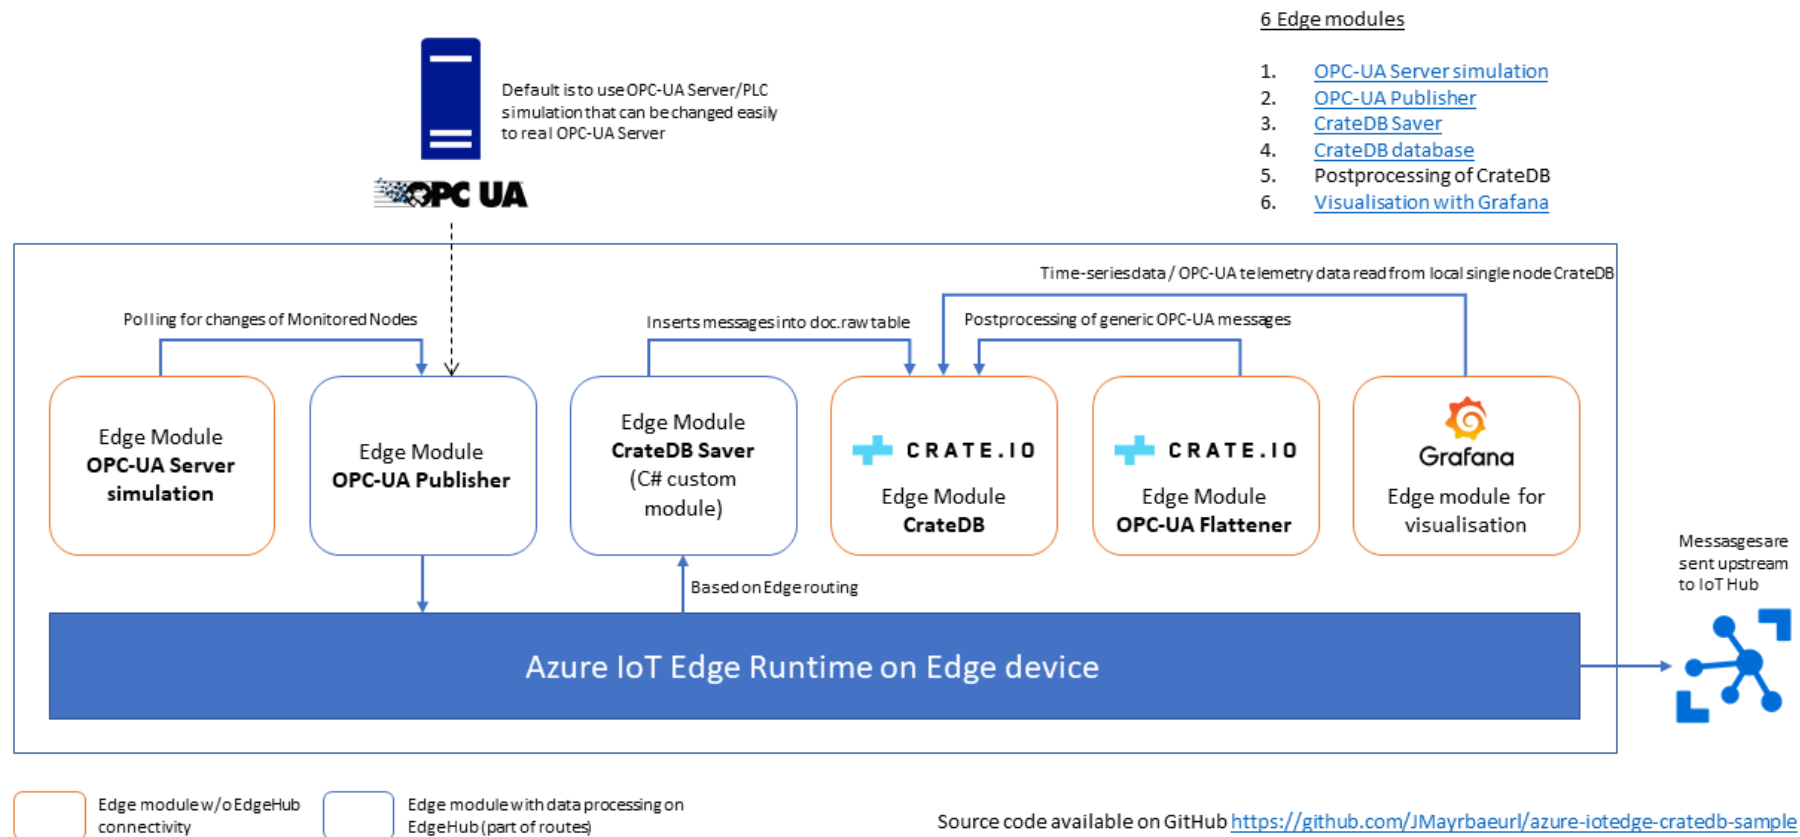 6 Edge modules
1. OPC-UA Server simulation
2. OPC-UA Publisher
3. CrateDB Saver
4. CrateDB database
5. Postprocessing of CrateDB
6. Visualisation with Grafana
Default is to use OPC-UA Server/PLC
simulation that can be changed easily
to real OPC-UA Server
OPC UA
Time-series data / OPC-UA telemetry data read from local single node CrateDB
Polling for changes of Monitored Nodes
Inserts messages into doc.raw table
Postprocessing of generic OPC-UA messages
Edge Module
OPC-UA Server
simulation
Edge Module
OPC-UA Publisher
Edge Module
CrateDB Saver
(C# custom
module)
CRATE.IO
Edge Module
CrateDB
CRATE.IO
Edge Module
OPC-UA Flattener
Grafana
Edge module for
visualisation
Based on Edge routing
Messasges are
sent upstream
to IoT Hub
Azure IoT Edge Runtime on Edge device
Edge module w/o EdgeHub
connectivity
Edge module with data processing on
EdgeHub (part of routes)
Source code available on GitHub https://github.com/JMayrbaeurl/azure-iotedge-cratedb-sample